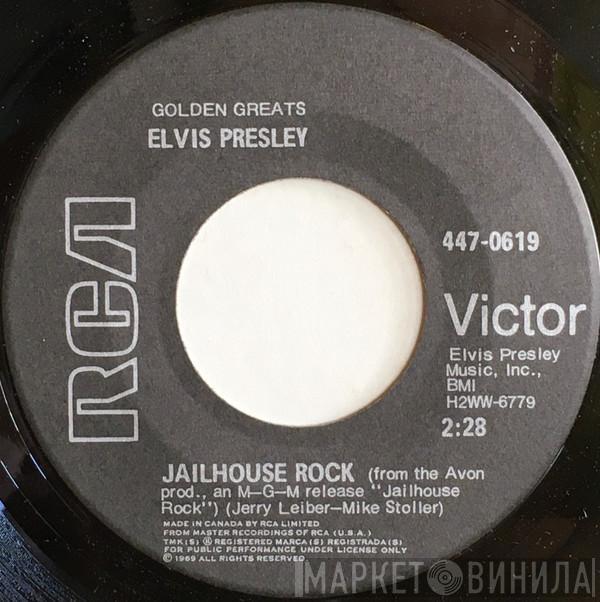 GOLDEN GREATS
ELVIS PRESLEY
RCA
447-0619
Victor
Elvis Presley
Music, Inc.,
BMI
H2WW-6779
2:28
JAILHOUSE ROCK (from the Avon
prod., an M—G—M release "Jailhouse
Rock") (Jerry Leiber—Mike Stoller)
MADE IN CANADA BY RCA LIMITED
FROM MASTER RECORDINGS OF RCA (U.S.A.)
TMK(S) ® REGISTERED MARCA(S) REGISTRADA(S)
FOR PUBLIC PERFORMANCE UNDER LICENSE ONLY
© 1969 ALL RIGHTS RESERVED
МАРКЕТ ВИНИЛА